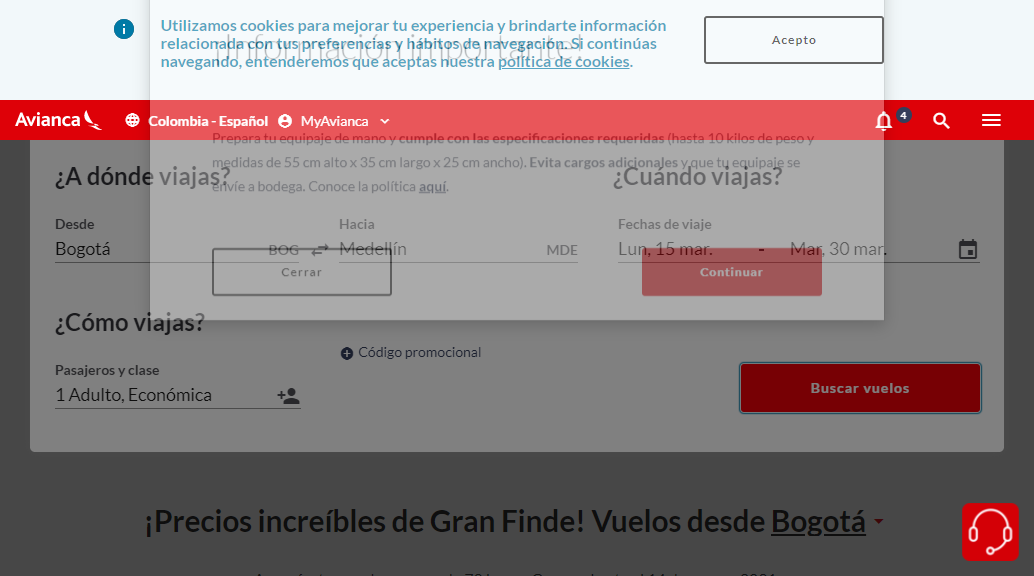 Utilizamos cookies para mejorar tu experiencia y brindarte información
relacionada con tus preferencias y hábitos de navegación. Si continúas
navegando, entenderemos que aceptas nuestra política de cookies.
Acepto
¡Información importante!
Avianca
Colombia - Español
MyAvianca
4
Prepara tu equipaje de mano y cumple con las especificaciones requeridas (hasta 10 kilos de peso y
medidas de 55 cm alto x 35 cm largo x 25 cm ancho). Evita cargos adicionales y que tu equipaje se
envíe a bodega. Conoce la política aquí.
Cerrar
Continuar
¿A dónde viajas?
¿Cuándo viajas?
Desde
Hacia
Fechas de viaje
Bogotá BOG
Medellín MDE
Lun, 15 mar. - Mar, 30 mar.
¿Cómo viajas?
Código promocional
Pasajeros y clase
1 Adulto, Económica
Buscar vuelos
¡Precios increíbles de Gran Finde! Vuelos desde Bogotá